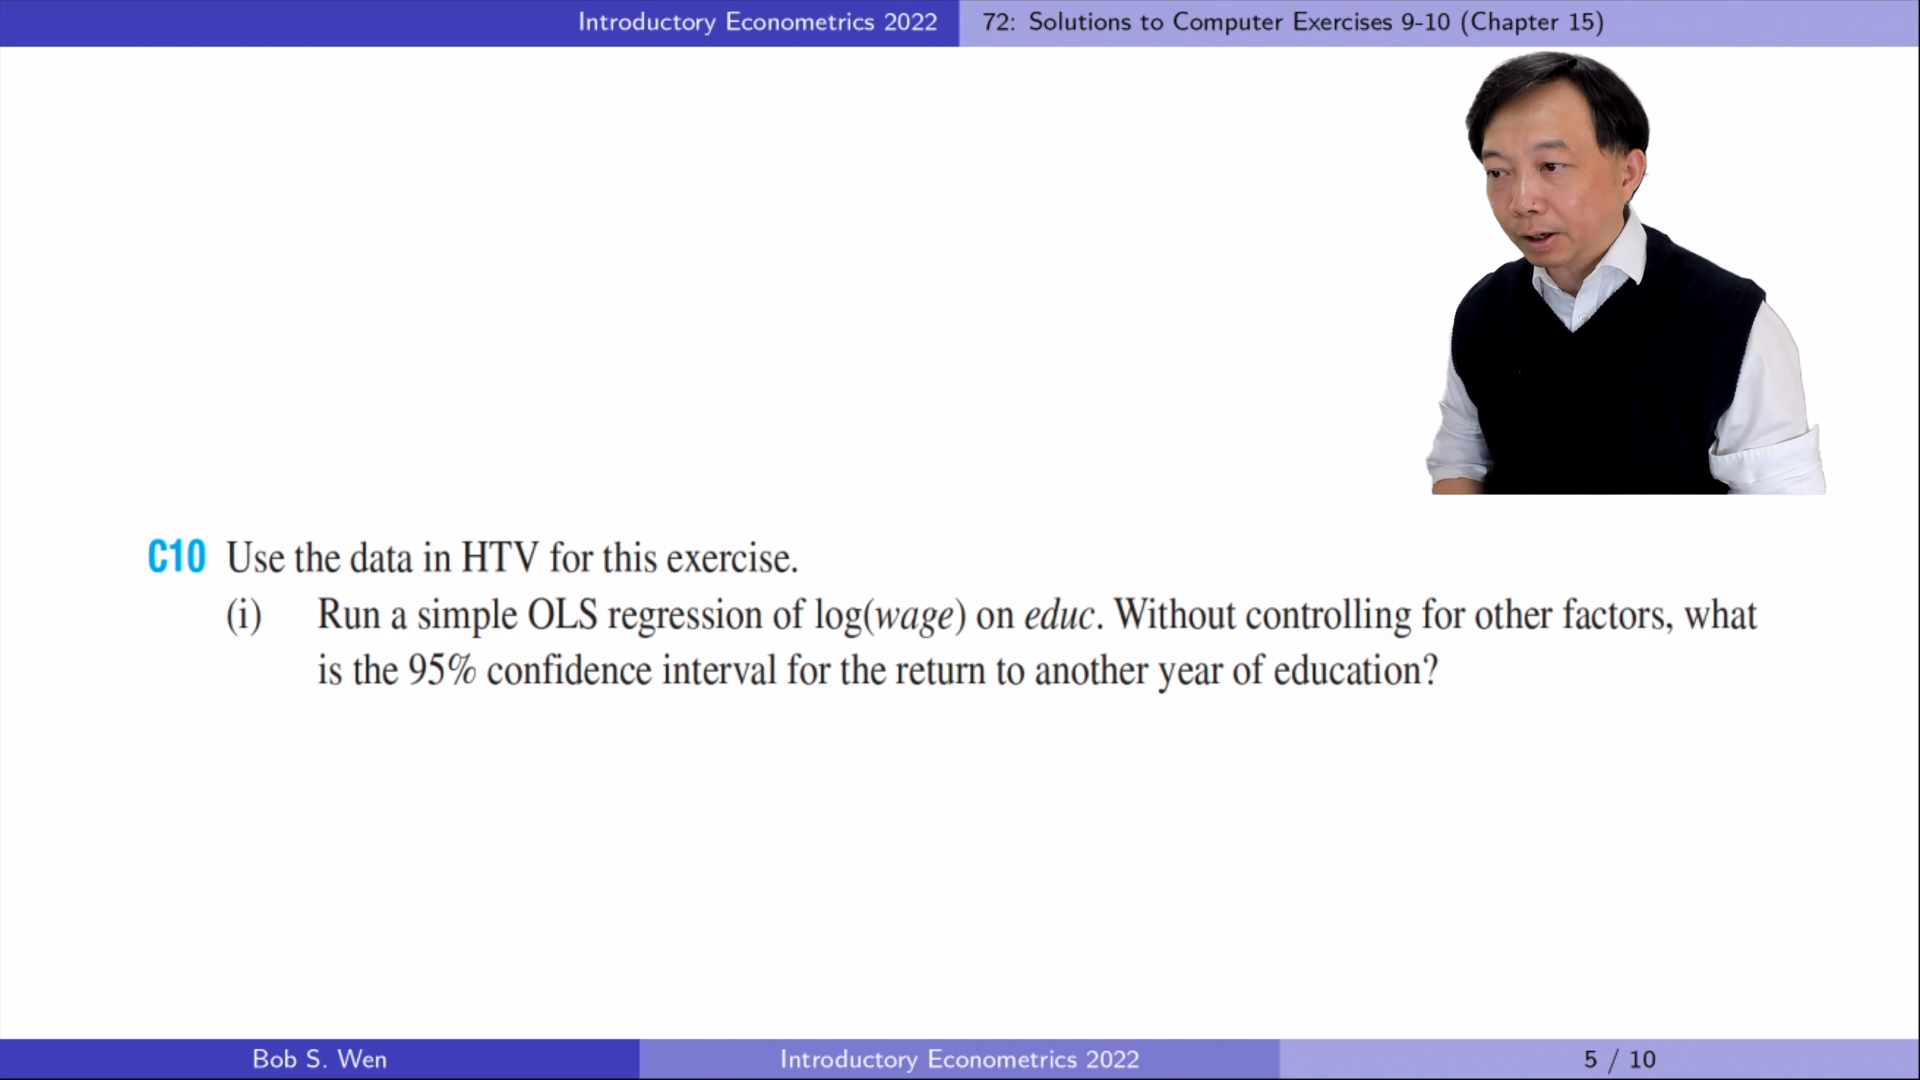 Introductory Econometrics 2022
72: Solutions to Computer Exercises 9-10 (Chapter 15)
C10 Use the data in HTV for this exercise.
(i) Run a simple OLS regression of log(wage) on educ. Without controlling for other factors, what
is the 95% confidence interval for the return to another year of education?
Bob S. Wen
Introductory Econometrics 2022
5 / 10